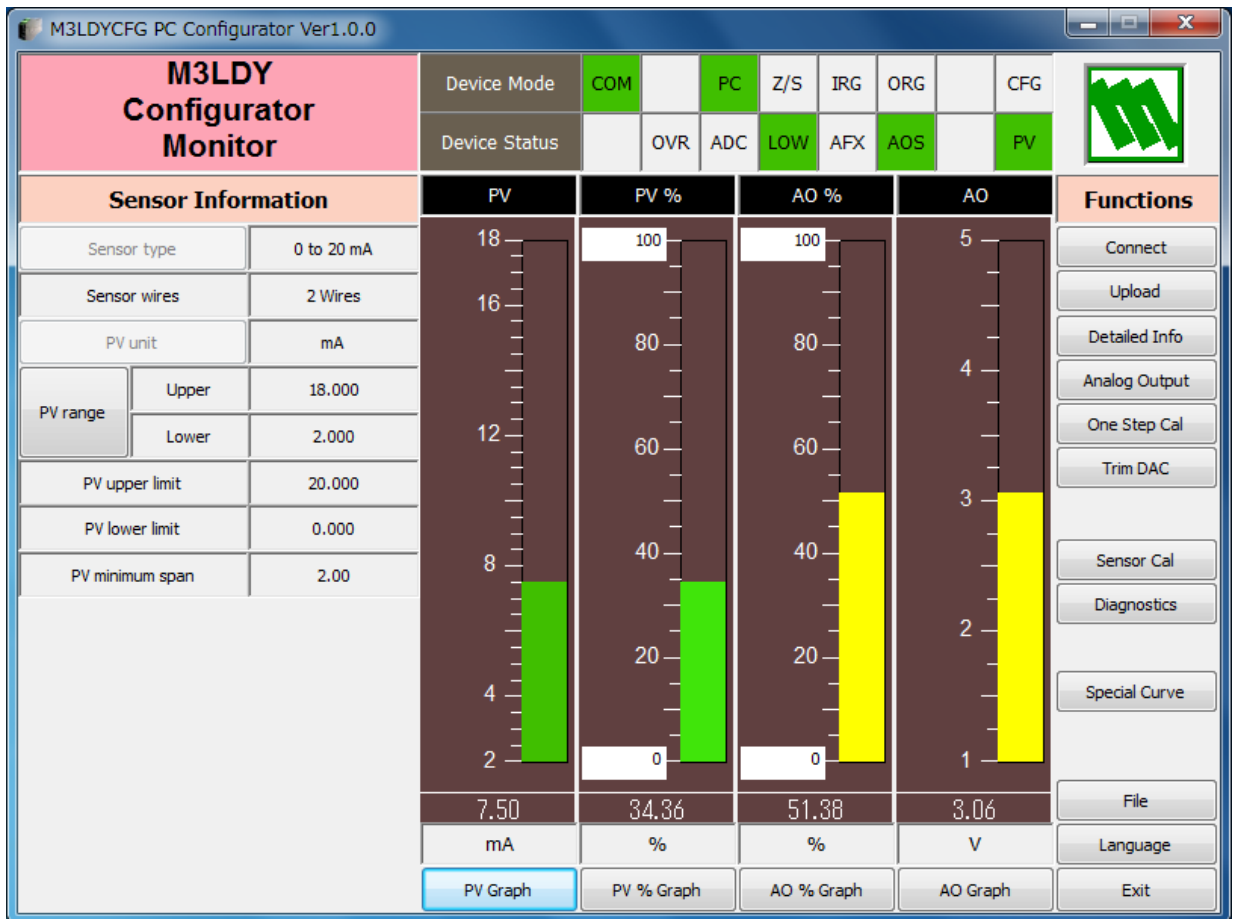 M3LDYCFG PC Configurator Ver1.0.0
M3LDY
Configurator
Monitor
Device Mode COM PC Z/S IRG ORG CFG
Device Status OVR ADC LOW AFX AOS PV
Sensor Information
Sensor type 0 to 20 mA
Sensor wires 2 Wires
PV unit mA
PV range
Upper 18.000
Lower 2.000
PV upper limit 20.000
PV lower limit 0.000
PV minimum span 2.00
PV
18
16
12
8
4
2
7.50
mA
PV Graph
PV %
100
80
60
40
20
0
34.36
%
PV % Graph
AO %
100
80
60
40
20
0
51.38
%
AO % Graph
AO
5
4
3
2
1
3.06
V
AO Graph
Functions
Connect
Upload
Detailed Info
Analog Output
One Step Cal
Trim DAC
Sensor Cal
Diagnostics
Special Curve
File
Language
Exit